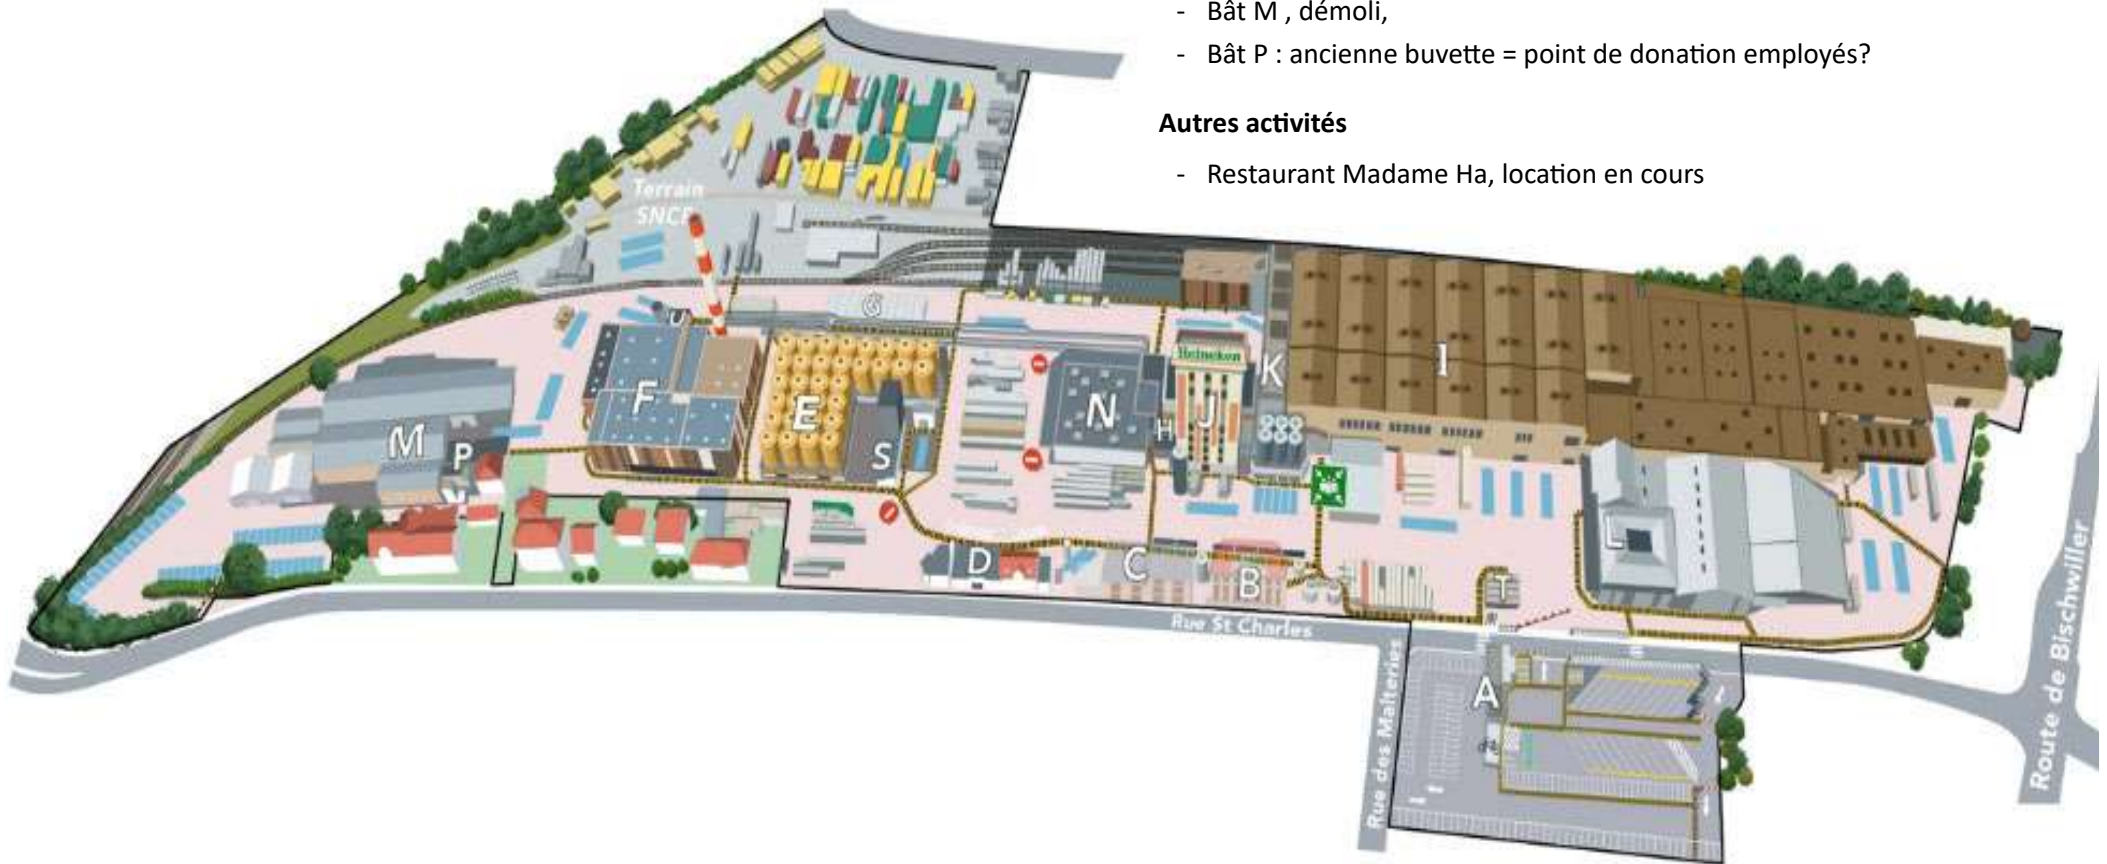 - Bât M , démoli,
- Bât P : ancienne buvette = point de donation employés?
Autres activités
- Restaurant Madame Ha, location en cours
Terrain
SNCF
G
U
Heineken
K
I
F
E
N
J
H
M
P
S
L
D
C
B
T
Rue St Charles
A
Rue des Malteries
Route de Bischwiller